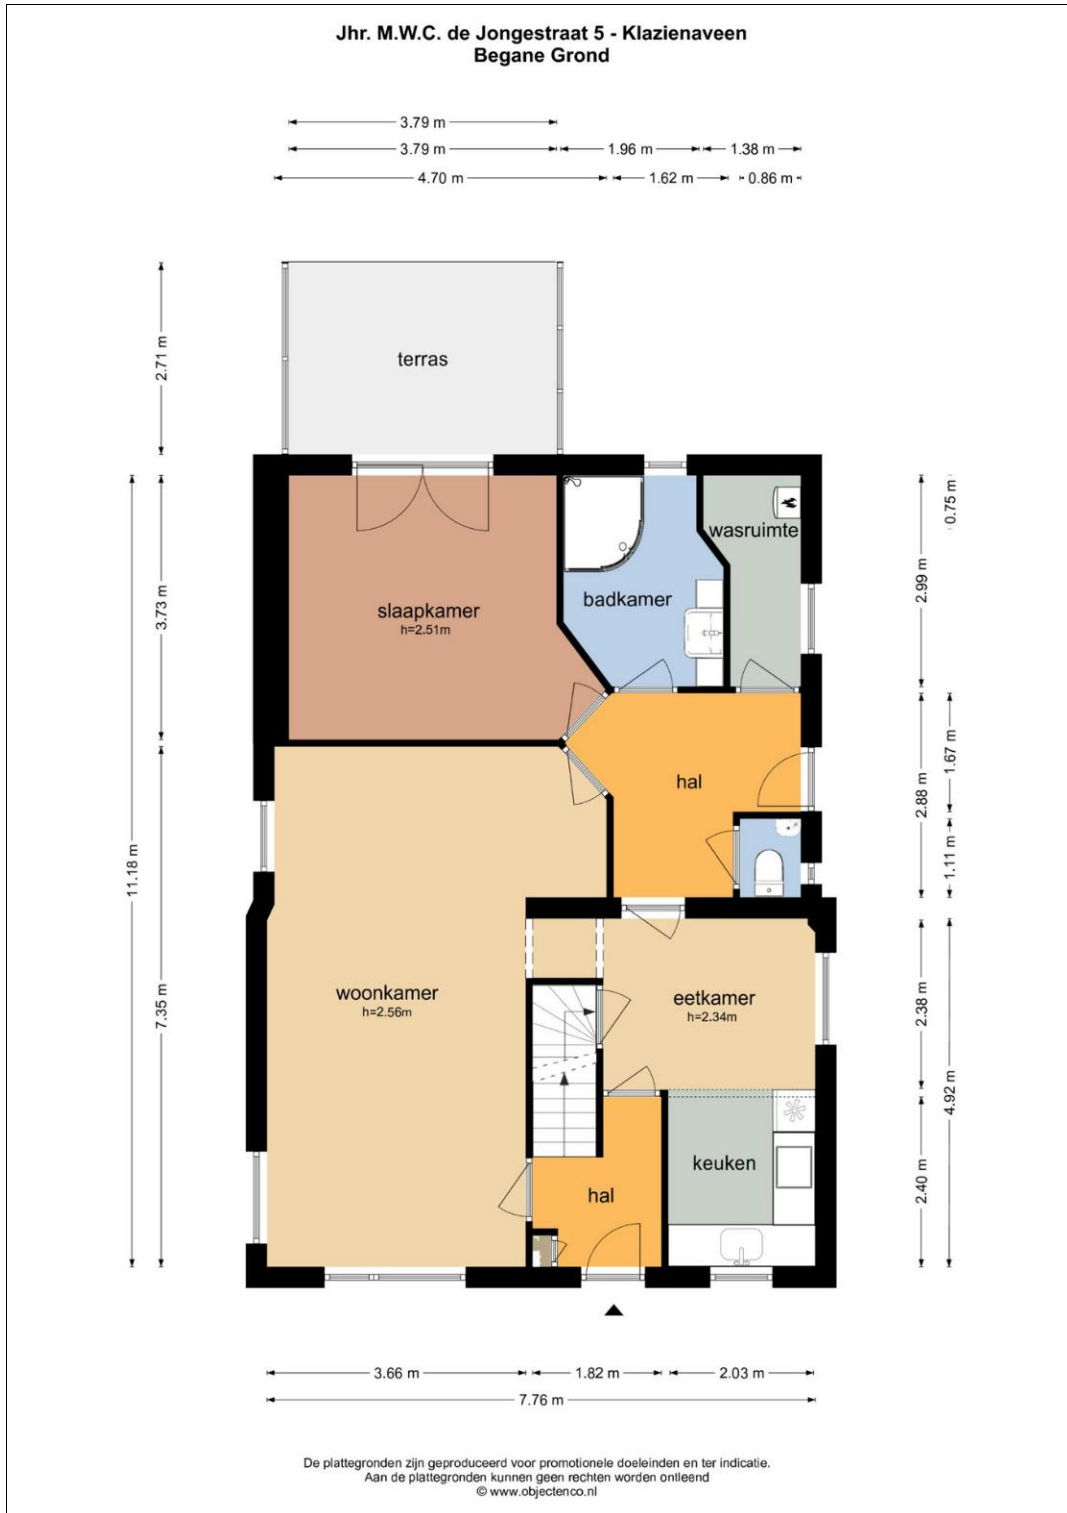 Jhr. M.W.C. de Jongestraat 5 - Klazienaveen
Begane Grond
3.79 m
3.79 m
1.96 m
1.38 m
4.70 m
1.62 m
0.86 m
2.71 m
terras
11.18 m
3.73 m
7.35 m
slaapkamer
h=2.51m
badkamer
wasruimte
0.75 m
2.99 m
hal
2.88 m
1.67 m
1.11 m
woonkamer
h=2.56m
eetkamer
h=2.34m
2.38 m
4.92 m
keuken
hal
2.40 m
3.66 m
1.82 m
2.03 m
7.76 m
De plattegronden zijn geproduceerd voor promotionele doeleinden en ter indicatie.
Aan de plattegronden kunnen geen rechten worden ontleend
© www.objectenco.nl